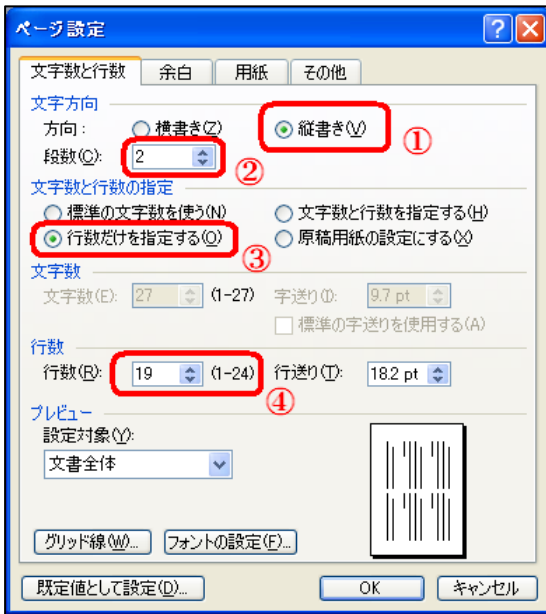 ページ設定
文字数と行数 余白 用紙 その他
文字方向
方向: 横書き(Z) 縦書き(V) ①
段数(C): 2 ②
文字数と行数の指定
標準の文字数を使う(N) 文字数と行数を指定する(H)
行数だけを指定する(O) 原稿用紙の設定にする(X)
③
文字数
文字数(E): 27 (1-27) 字送り(I): 9.7 pt
標準の字送りを使用する(A)
行数
行数(R): 19 (1-24) 行送り(T): 18.2 pt
④
プレビュー
設定対象(Y):
文書全体
グリッド線(W)... フォントの設定(F)...
既定値として設定(D)... OK キャンセル